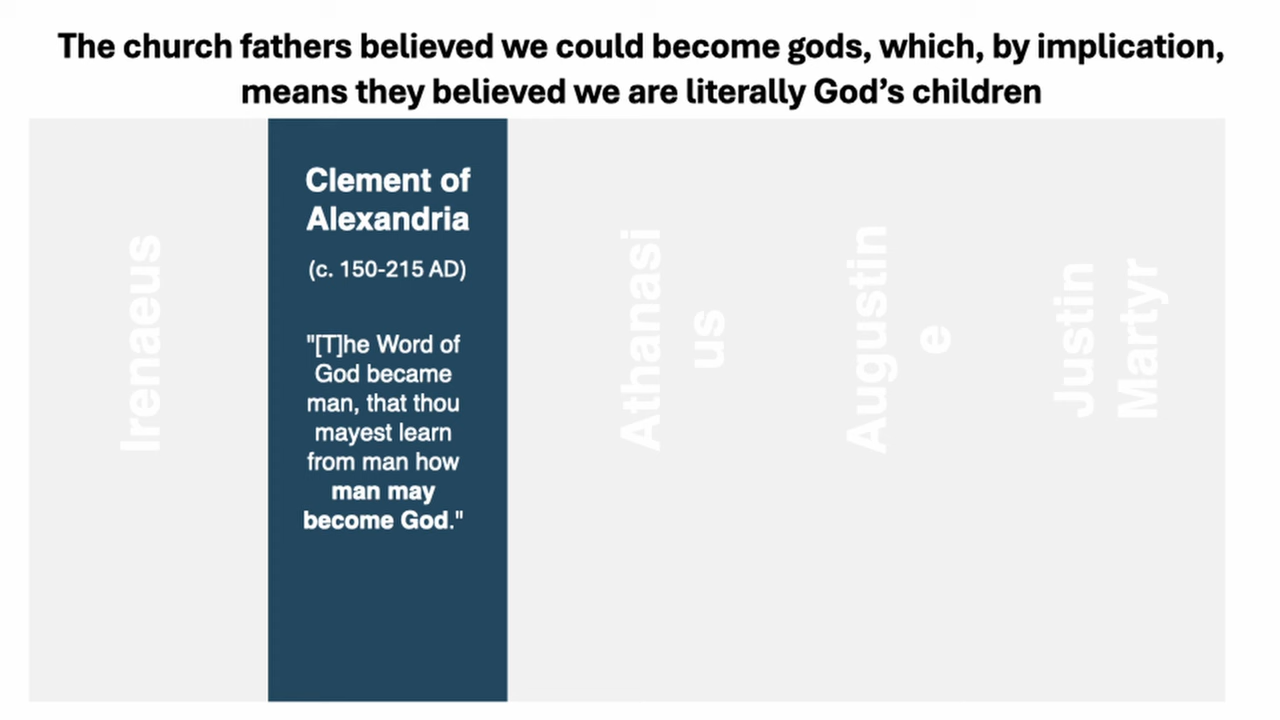 The church fathers believed we could become gods, which, by implication,
means they believed we are literally God's children
Irenaeus
Clement of
Alexandria
(c. 150-215 AD)
"[T]he Word of
God became
man, that thou
mayest learn
from man how
man may
become God."
Athanasi
us
Augustin
e
Justin
Martyr